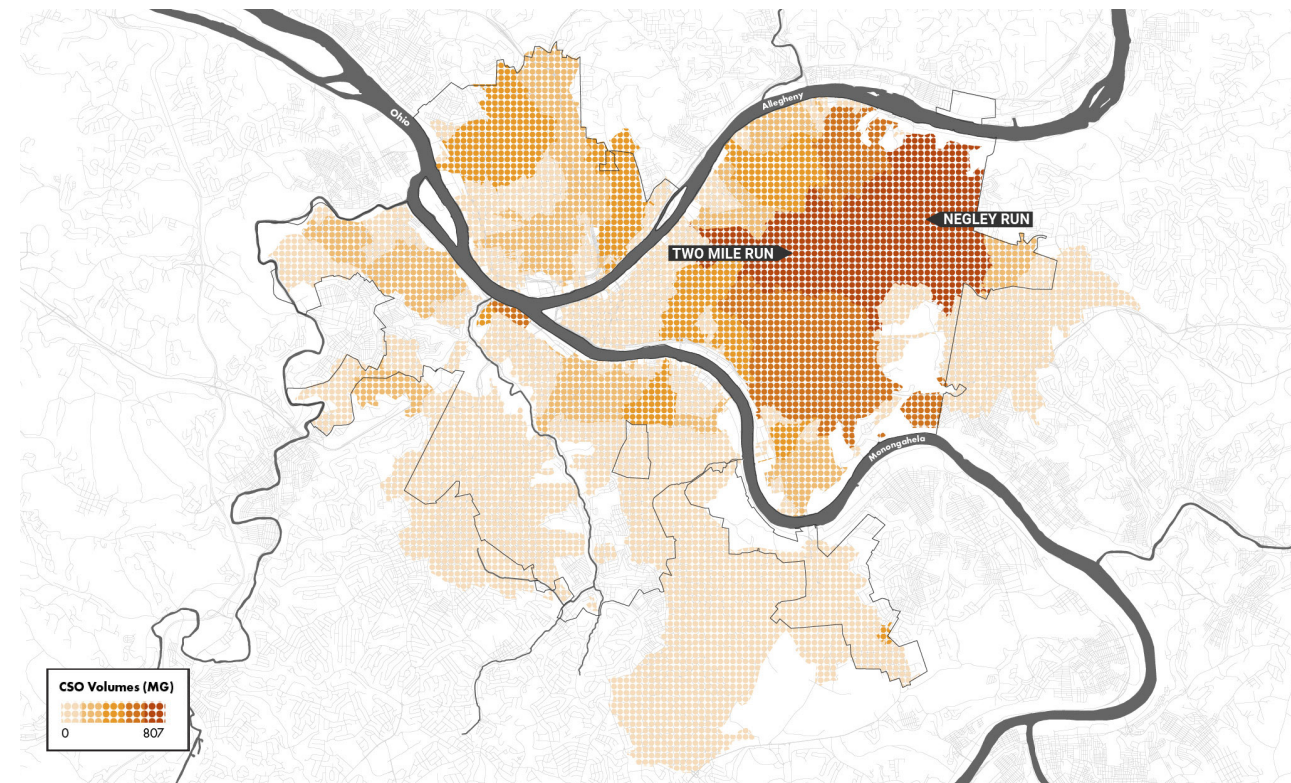 Ohio
Allegheny
NEGLEY RUN
TWO MILE RUN
Monongahela
CSO Volumes (MG)
0 807